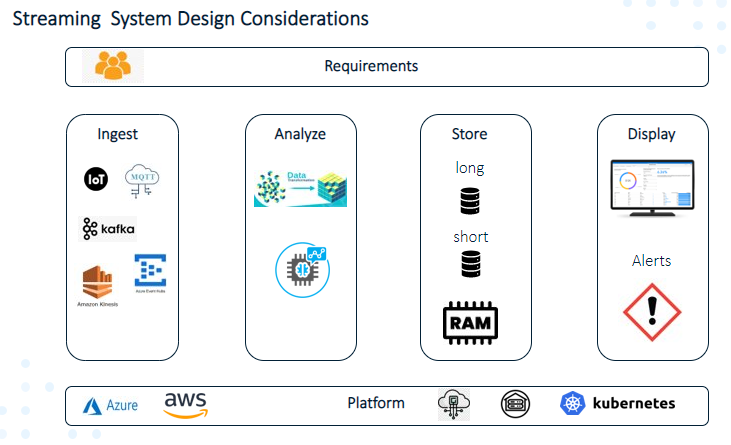 Streaming System Design Considerations
Requirements
Ingest
IoT
MQTT
kafka
Amazon Kinesis
Azure Event Hubs
Analyze
Data
Transformation
Store
long
short
RAM
Display
Alerts
Azure
aws
Platform
kubernetes